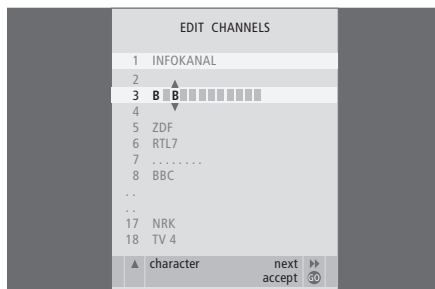 EDIT CHANNELS
1 INFOKANAL
2
3 B B
4
5 ZDF
6 RTL7
7 ........
8 BBC
..
..
17 NRK
18 TV 4
▲ character next ▶▶
accept GO